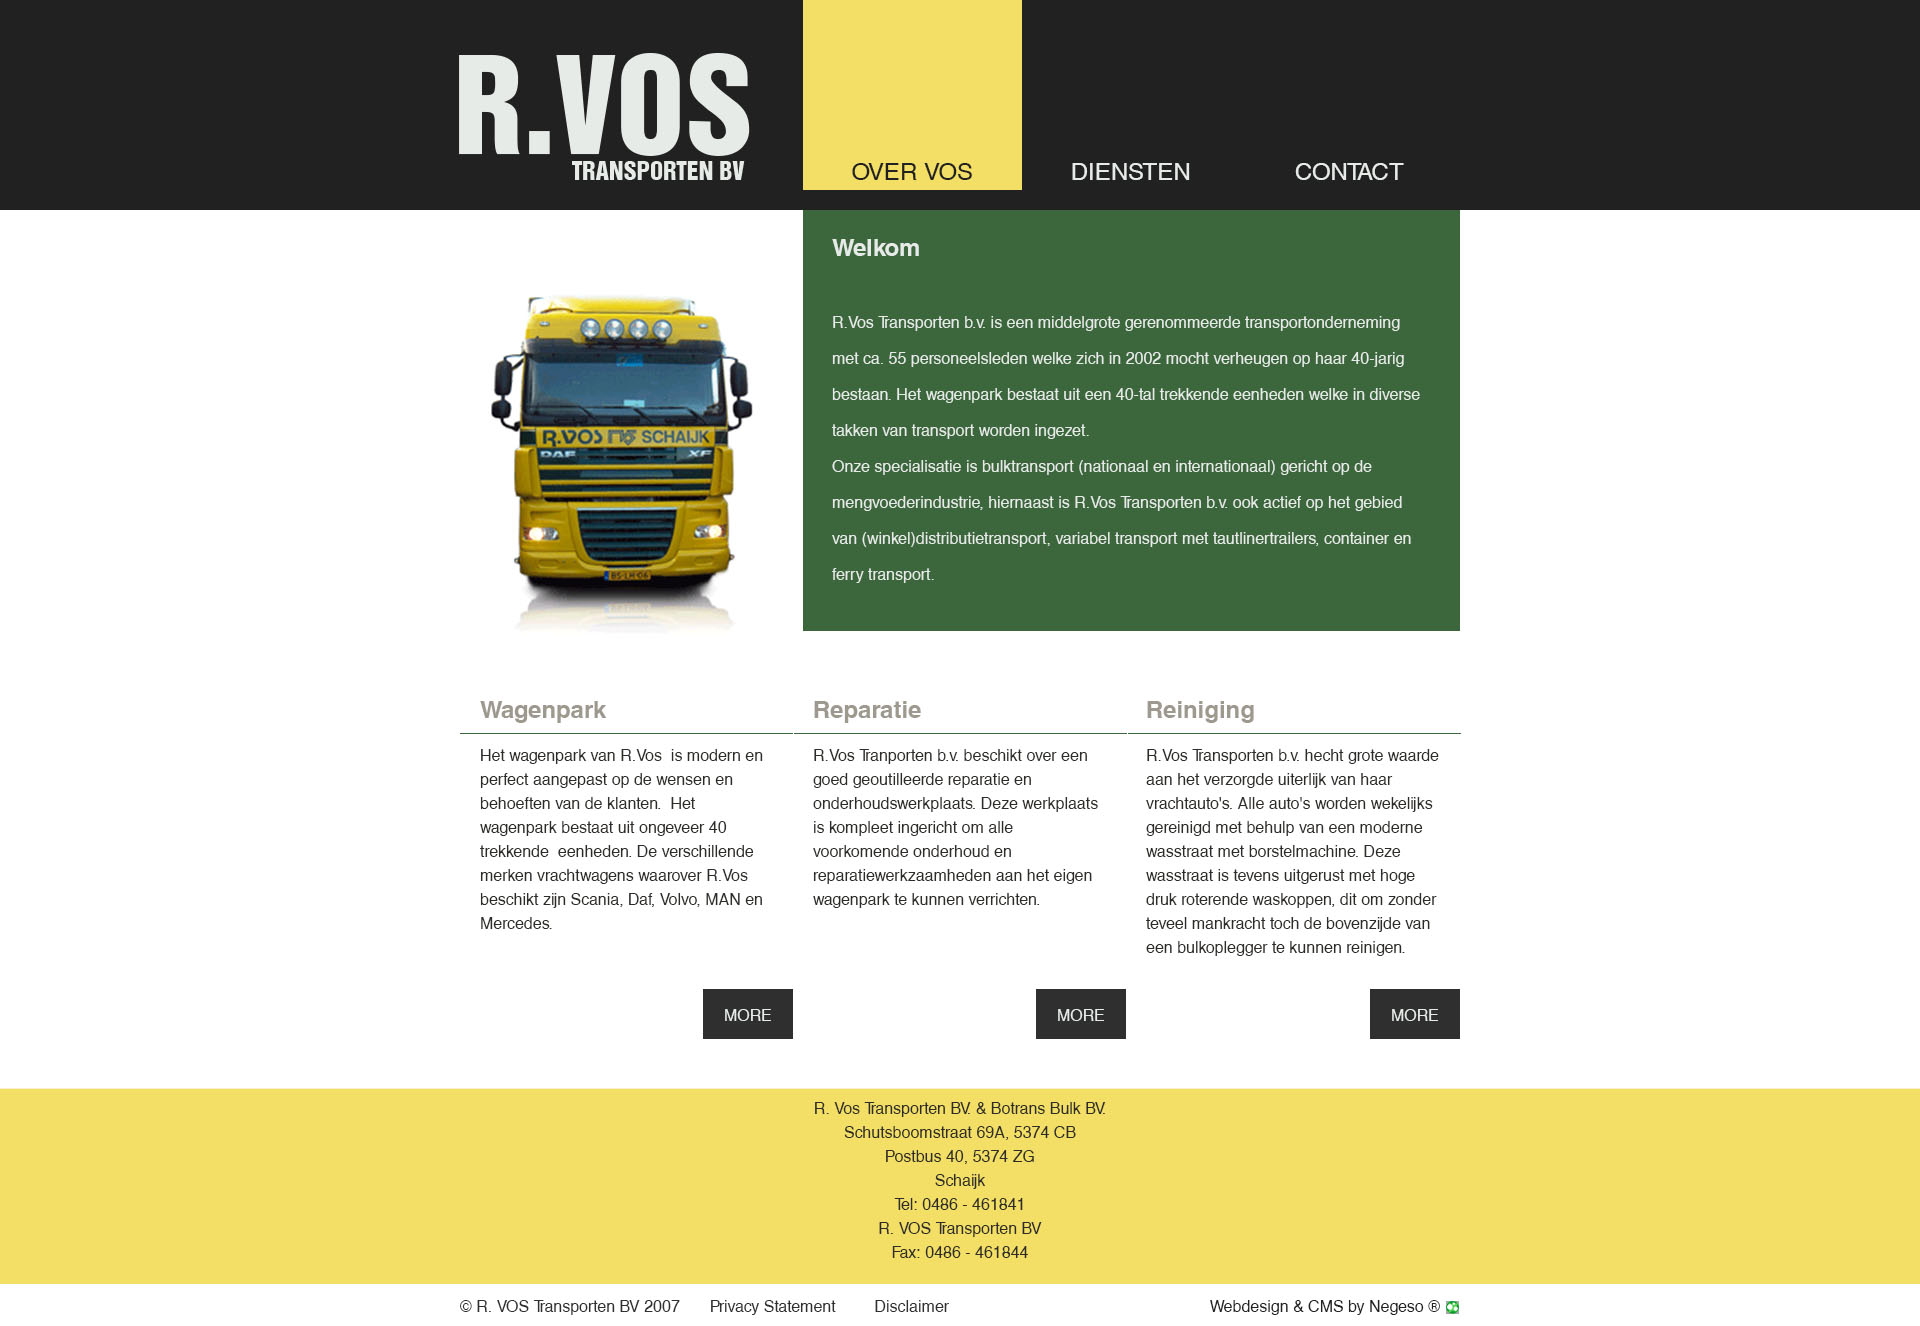 R.VOS
TRANSPORTEN BV
OVER VOS
DIENSTEN
CONTACT
Welkom
R.Vos Transporten b.v. is een middelgrote gerenommeerde transportonderneming
met ca. 55 personeelsleden welke zich in 2002 mocht verheugen op haar 40-jarig
bestaan. Het wagenpark bestaat uit een 40-tal trekkende eenheden welke in diverse
takken van transport worden ingezet.
Onze specialisatie is bulktransport (nationaal en internationaal) gericht op de
mengvoederindustrie, hiernaast is R.Vos Transporten b.v. ook actief op het gebied
van (winkel)distributietransport, variabel transport met tautlinertrailers, container en
ferry transport.
R.VOS SCHAIJK
DAF XF
BS-LH-06
Wagenpark
Het wagenpark van R.Vos  is modern en
perfect aangepast op de wensen en
behoeften van de klanten.  Het
wagenpark bestaat uit ongeveer 40
trekkende  eenheden. De verschillende
merken vrachtwagens waarover R.Vos
beschikt zijn Scania, Daf, Volvo, MAN en
Mercedes.
MORE
Reparatie
R.Vos Tranporten b.v. beschikt over een
goed geoutilleerde reparatie en
onderhoudswerkplaats. Deze werkplaats
is kompleet ingericht om alle
voorkomende onderhoud en
reparatiewerkzaamheden aan het eigen
wagenpark te kunnen verrichten.
MORE
Reiniging
R.Vos Transporten b.v. hecht grote waarde
aan het verzorgde uiterlijk van haar
vrachtauto's. Alle auto's worden wekelijks
gereinigd met behulp van een moderne
wasstraat met borstelmachine. Deze
wasstraat is tevens uitgerust met hoge
druk roterende waskoppen, dit om zonder
teveel mankracht toch de bovenzijde van
een bulkoplegger te kunnen reinigen.
MORE
R. Vos Transporten BV. & Botrans Bulk BV.
Schutsboomstraat 69A, 5374 CB
Postbus 40, 5374 ZG
Schaijk
Tel: 0486 - 461841
R. VOS Transporten BV
Fax: 0486 - 461844
© R. VOS Transporten BV 2007
Privacy Statement
Disclaimer
Webdesign & CMS by Negeso ®